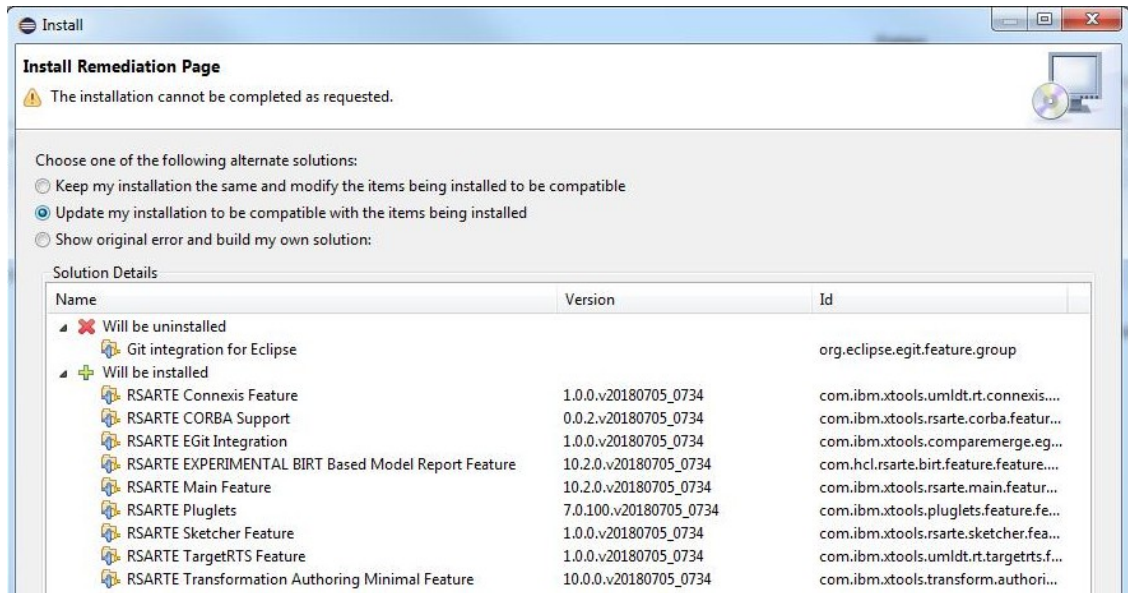 Install
Install Remediation Page
The installation cannot be completed as requested.
Choose one of the following alternate solutions:
Keep my installation the same and modify the items being installed to be compatible
Update my installation to be compatible with the items being installed
Show original error and build my own solution:
Solution Details
Name Version Id
Will be uninstalled
Git integration for Eclipse org.eclipse.egit.feature.group
Will be installed
RSARTE Connexis Feature 1.0.0.v20180705_0734 com.ibm.xtools.umldt.rt.connexis....
RSARTE CORBA Support 0.0.2.v20180705_0734 com.ibm.xtools.rsarte.corba.featur...
RSARTE EGit Integration 1.0.0.v20180705_0734 com.ibm.xtools.comparemerge.eg...
RSARTE EXPERIMENTAL BIRT Based Model Report Feature 10.2.0.v20180705_0734 com.hcl.rsarte.birt.feature.feature....
RSARTE Main Feature 10.2.0.v20180705_0734 com.ibm.xtools.rsarte.main.featur...
RSARTE Pluglets 7.0.100.v20180705_0734 com.ibm.xtools.pluglets.feature.fe...
RSARTE Sketcher Feature 1.0.0.v20180705_0734 com.ibm.xtools.rsarte.sketcher.fea...
RSARTE TargetRTS Feature 1.0.0.v20180705_0734 com.ibm.xtools.umldt.rt.targetrts.f...
RSARTE Transformation Authoring Minimal Feature 10.0.0.v20180705_0734 com.ibm.xtools.transform.authori...